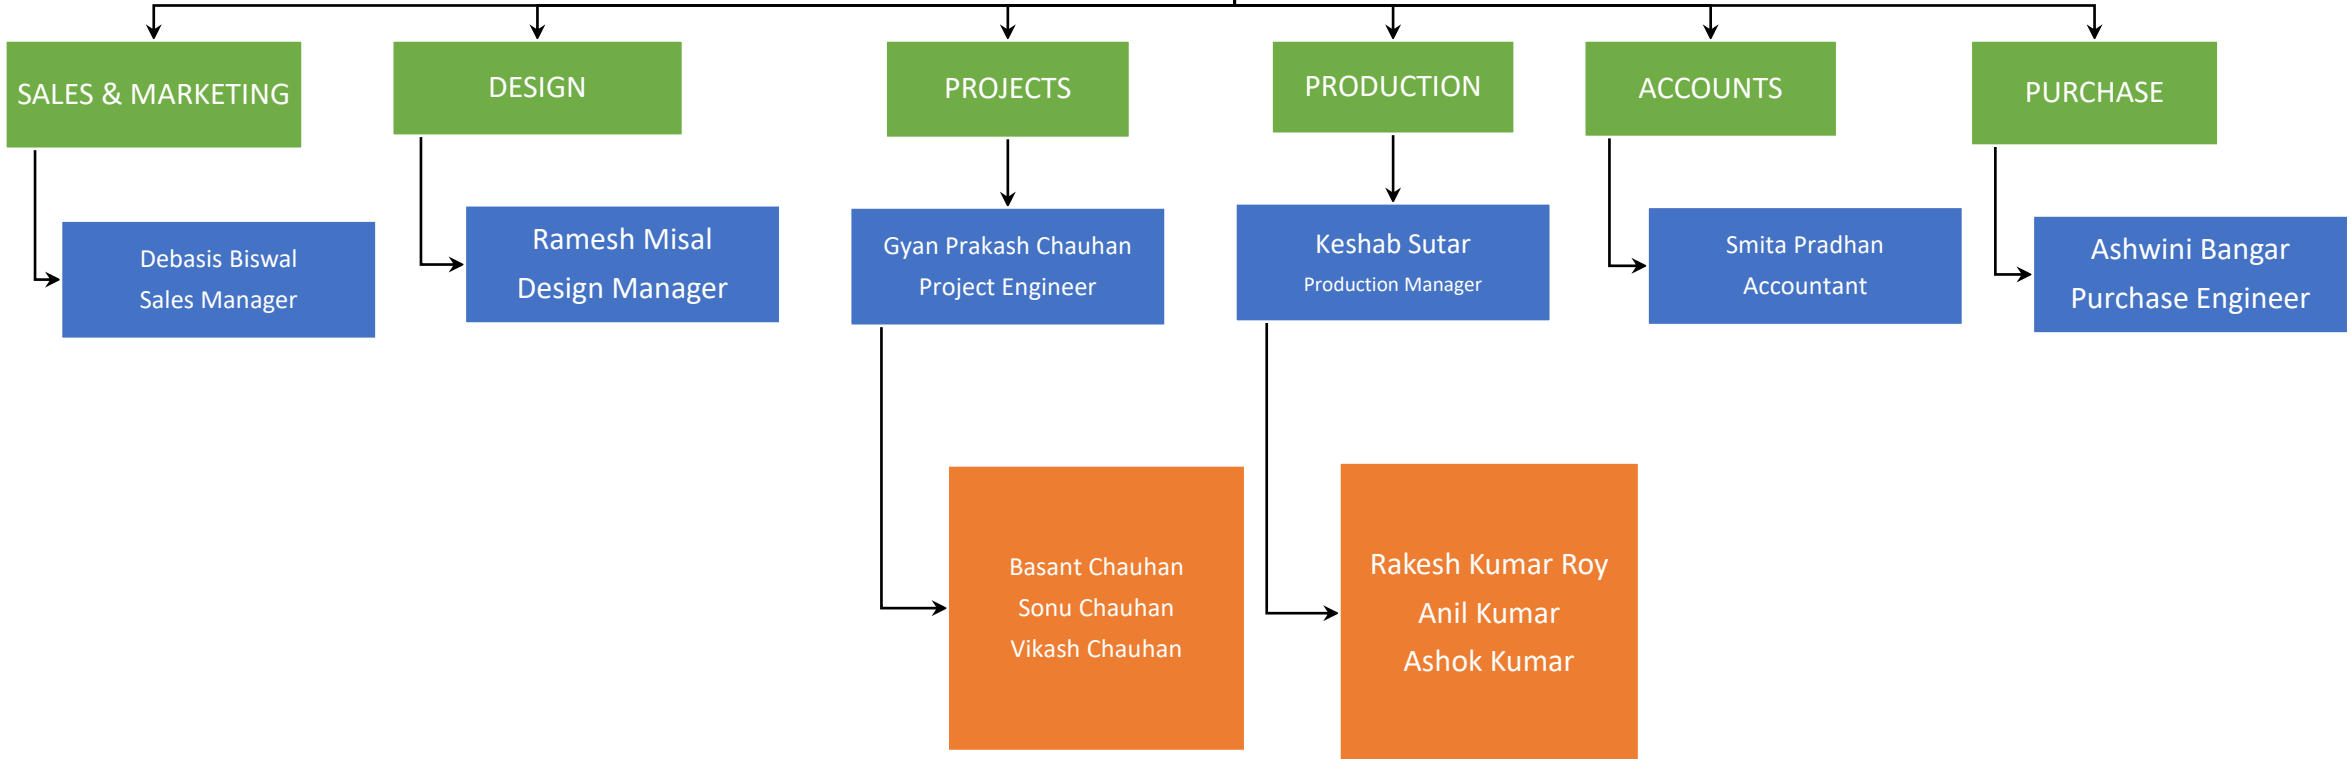 SALES & MARKETING
DESIGN
PROJECTS
PRODUCTION
ACCOUNTS
PURCHASE
Debasis Biswal
Sales Manager
Ramesh Misal
Design Manager
Gyan Prakash Chauhan
Project Engineer
Keshab Sutar
Production Manager
Smita Pradhan
Accountant
Ashwini Bangar
Purchase Engineer
Basant Chauhan
Sonu Chauhan
Vikash Chauhan
Rakesh Kumar Roy
Anil Kumar
Ashok Kumar